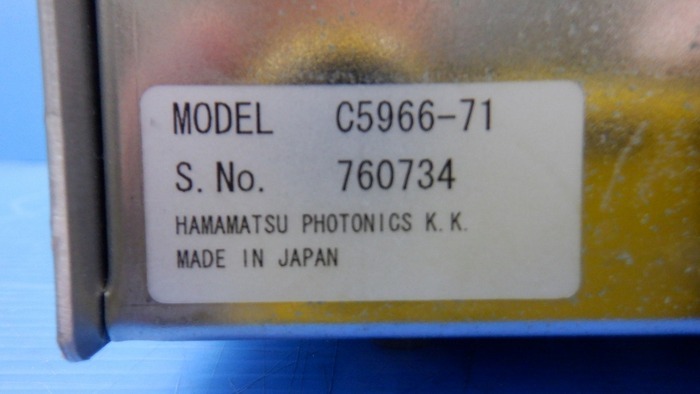 MODEL C5966-71
S. No. 760734
HAMAMATSU PHOTONICS K. K.
MADE IN JAPAN